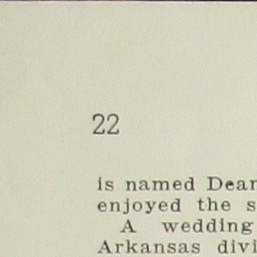 22
is named Dear
enjoyed the s
A wedding
Arkansas divi